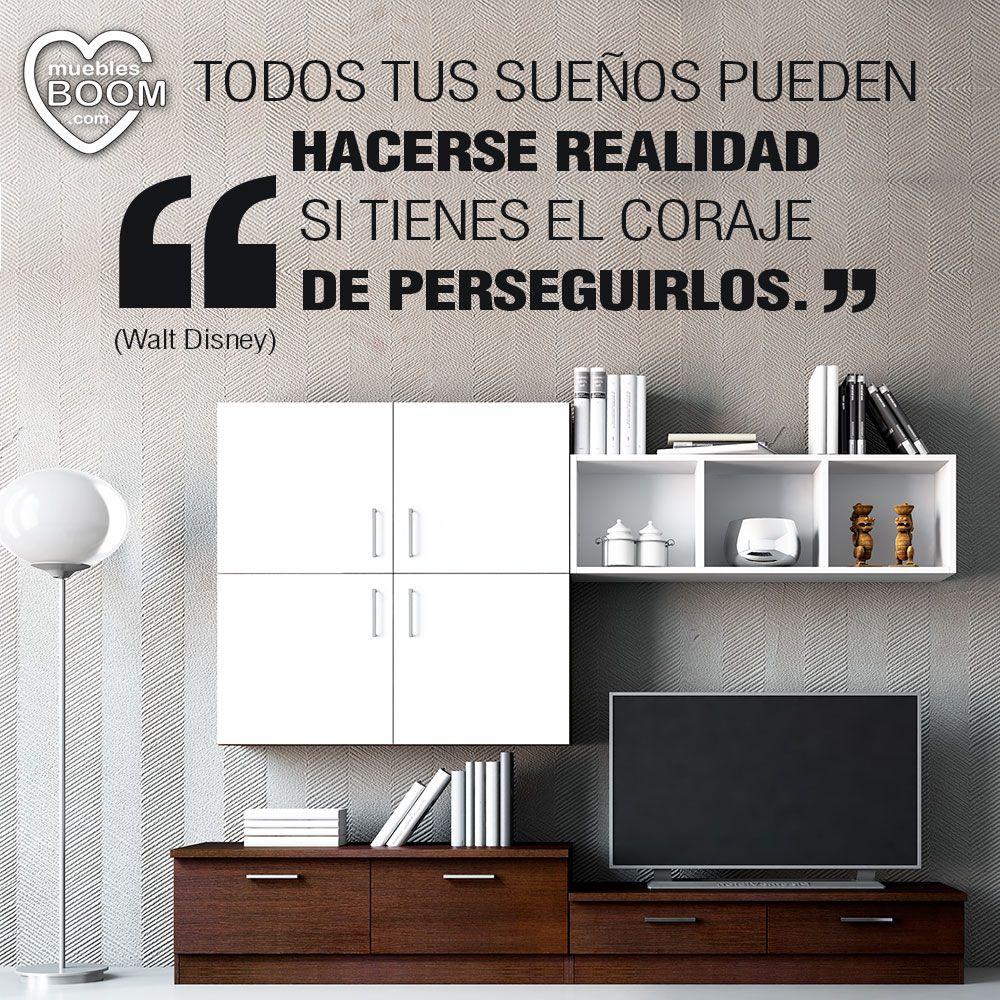 muebles
BOOM
.com
TODOS TUS SUEÑOS PUEDEN
HACERSE REALIDAD
SI TIENES EL CORAJE
“ DE PERSEGUIRLOS. ”
(Walt Disney)